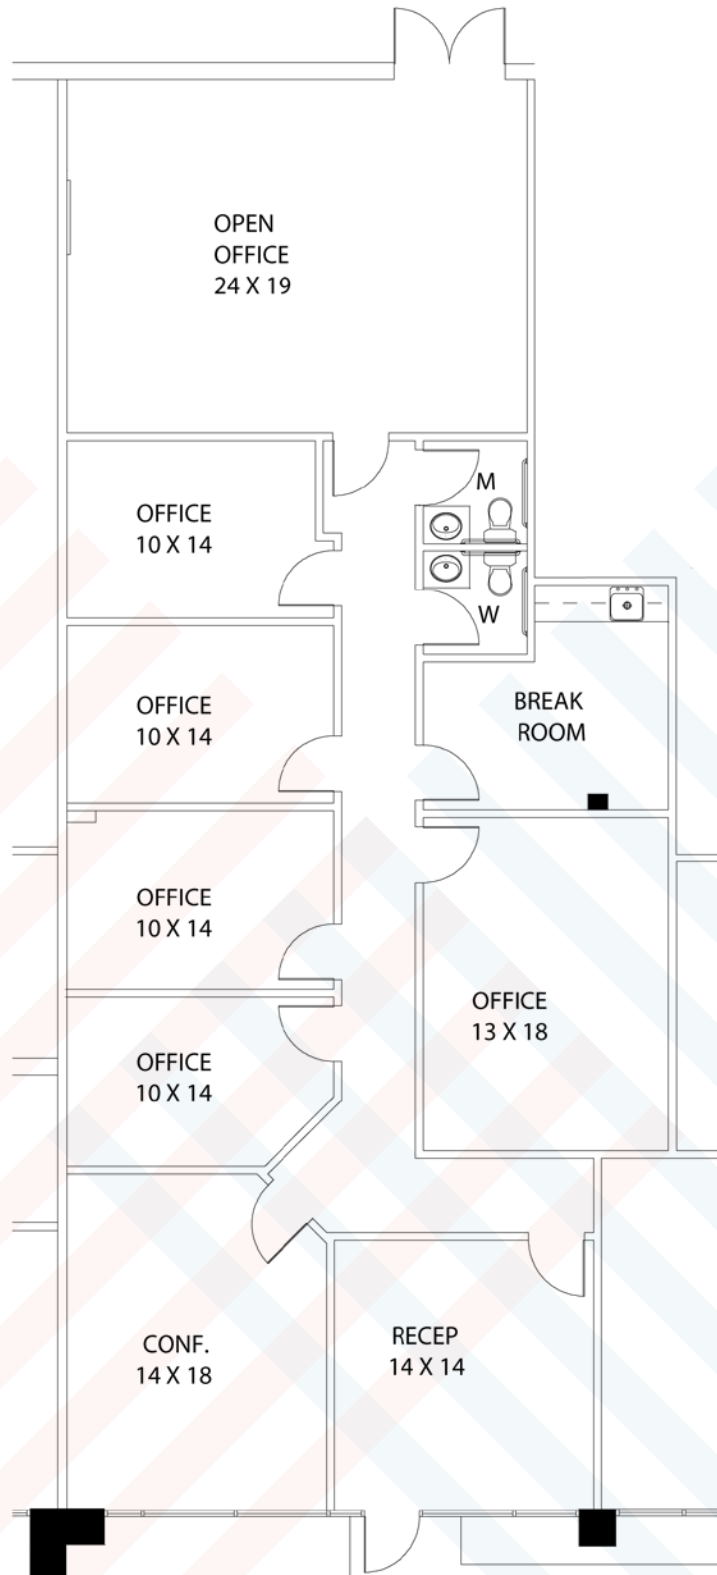 OPEN
OFFICE
24 X 19
OFFICE
10 X 14
M
W
OFFICE
10 X 14
BREAK
ROOM
OFFICE
10 X 14
OFFICE
13 X 18
OFFICE
10 X 14
CONF.
14 X 18
RECEP
14 X 14